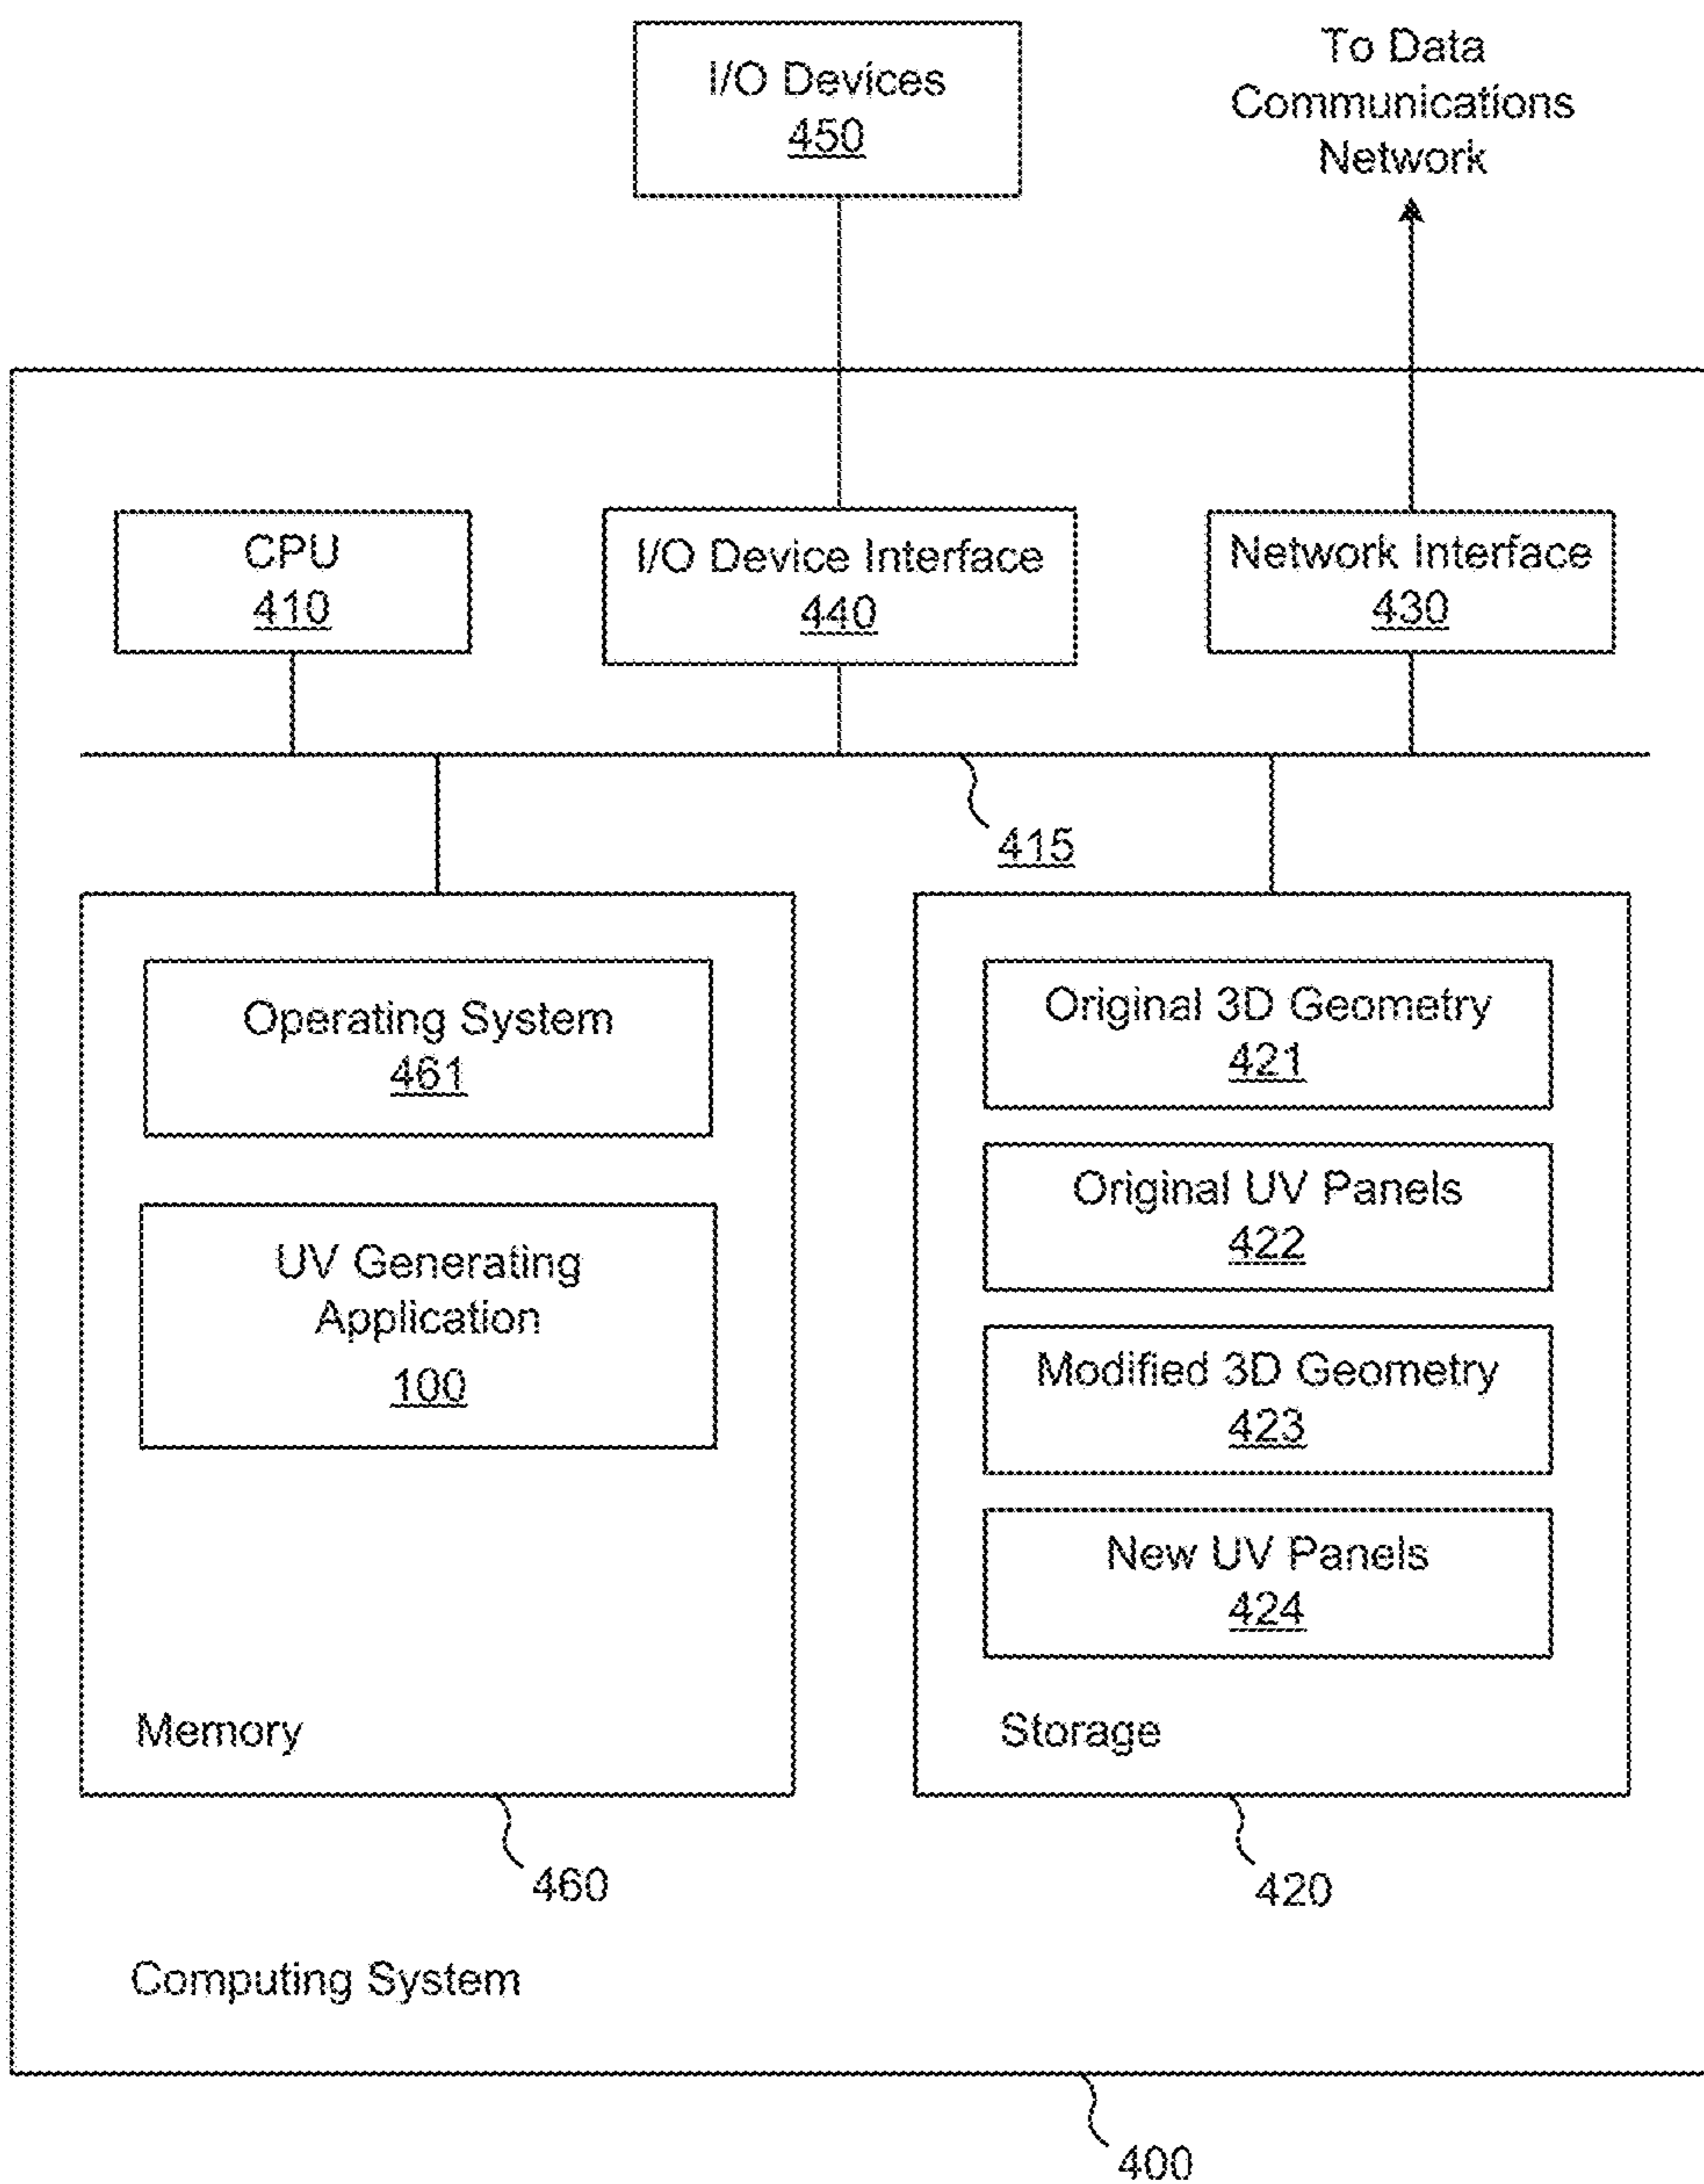 I/O Devices
450
To Data
Communications
Network
CPU
410
I/O Device Interface
440
Network Interface
430
415
Operating System
461
UV Generating
Application
100
Memory
460
Original 3D Geometry
421
Original UV Panels
422
Modified 3D Geometry
423
New UV Panels
424
Storage
420
Computing System
400